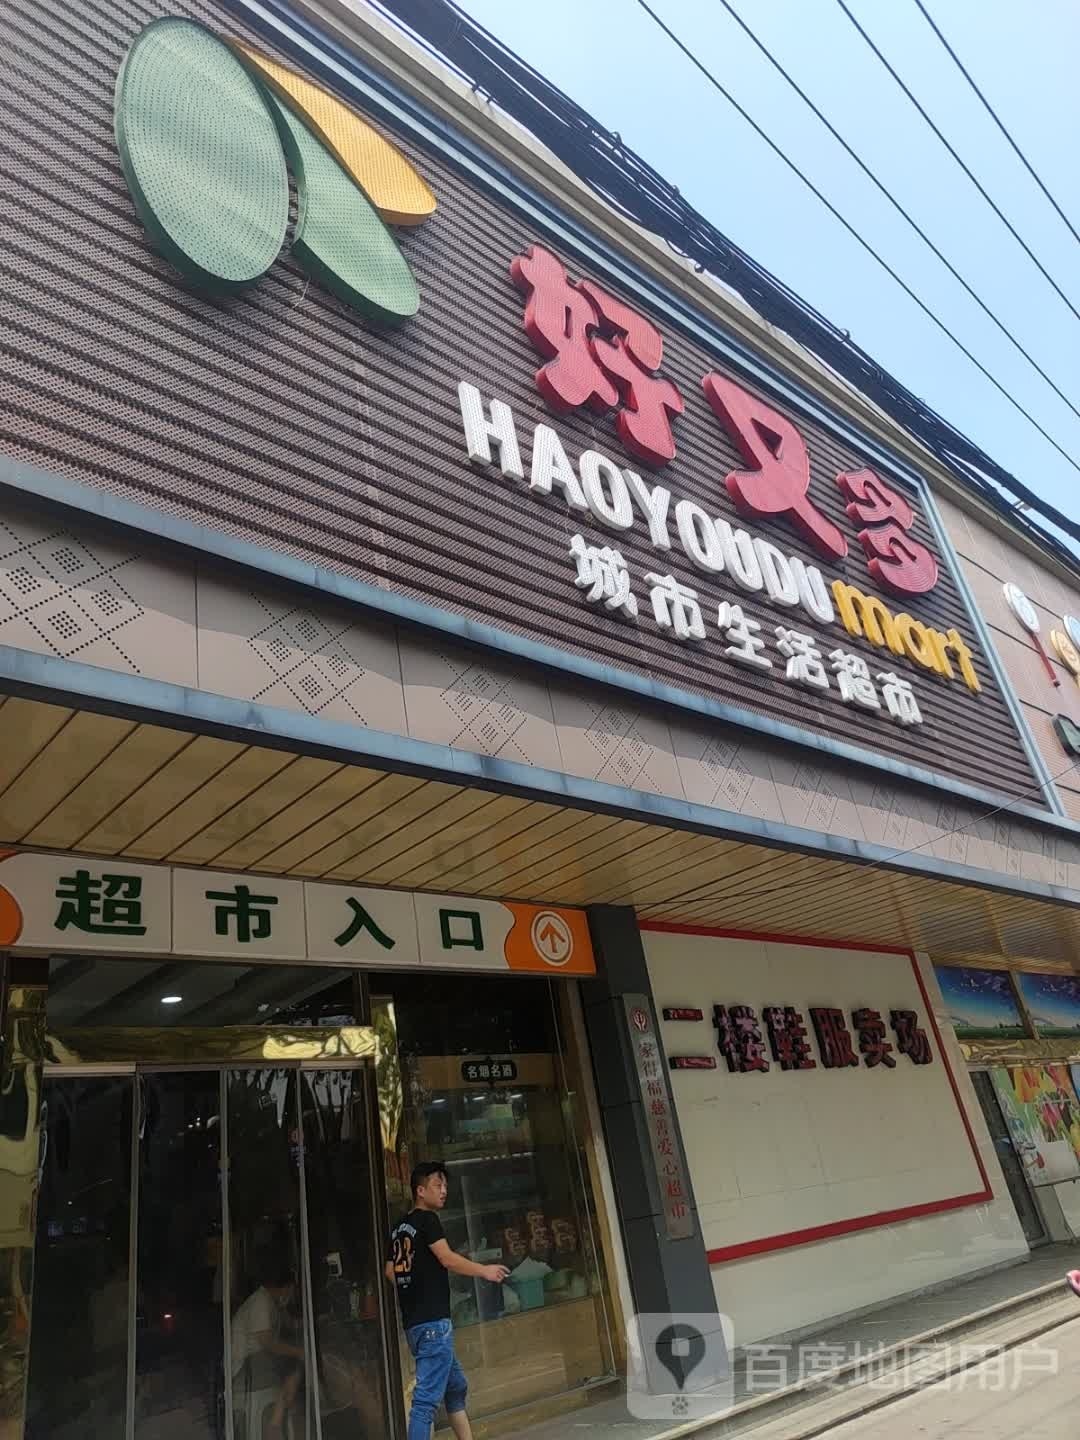 好又多
HAOYOUDUO mart
城市生活超市
超市入口
二楼鞋服卖场
名烟名酒
家得福慈善爱心超市
23
百度地图用户